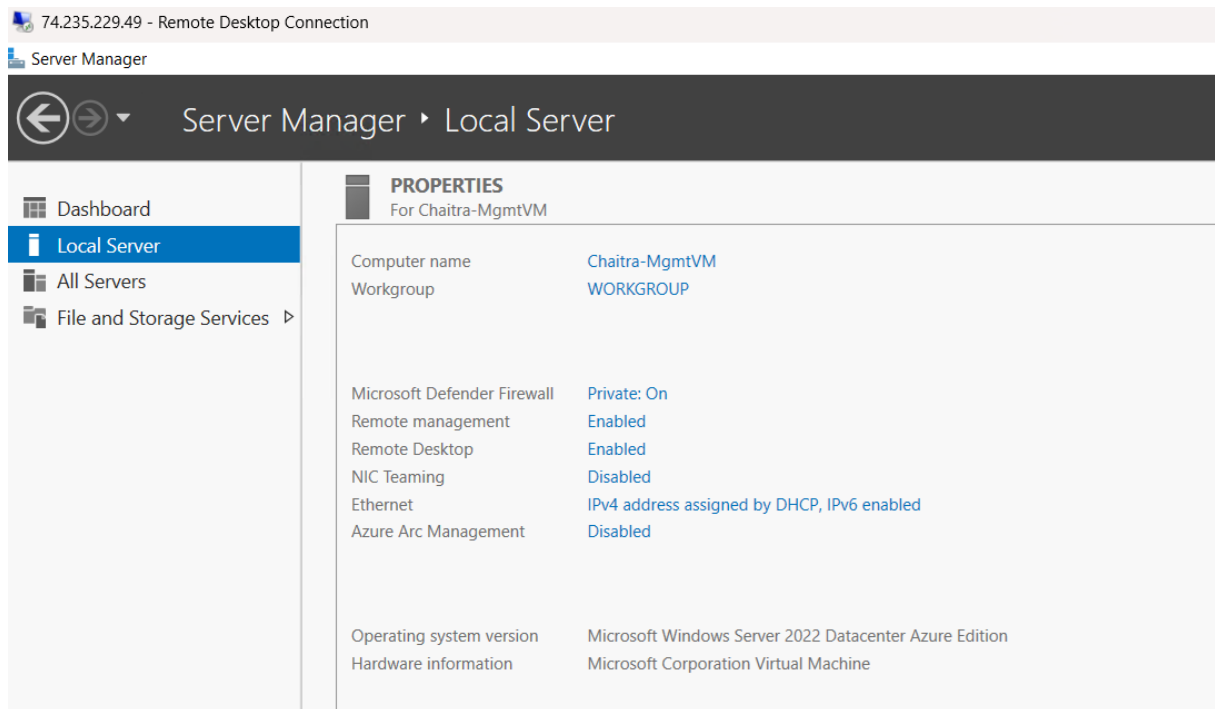 74.235.229.49 - Remote Desktop Connection
Server Manager
Server Manager ‣ Local Server
Dashboard
Local Server
All Servers
File and Storage Services
PROPERTIES
For Chaitra-MgmtVM
Computer name Chaitra-MgmtVM
Workgroup WORKGROUP
Microsoft Defender Firewall Private: On
Remote management Enabled
Remote Desktop Enabled
NIC Teaming Disabled
Ethernet IPv4 address assigned by DHCP, IPv6 enabled
Azure Arc Management Disabled
Operating system version Microsoft Windows Server 2022 Datacenter Azure Edition
Hardware information Microsoft Corporation Virtual Machine